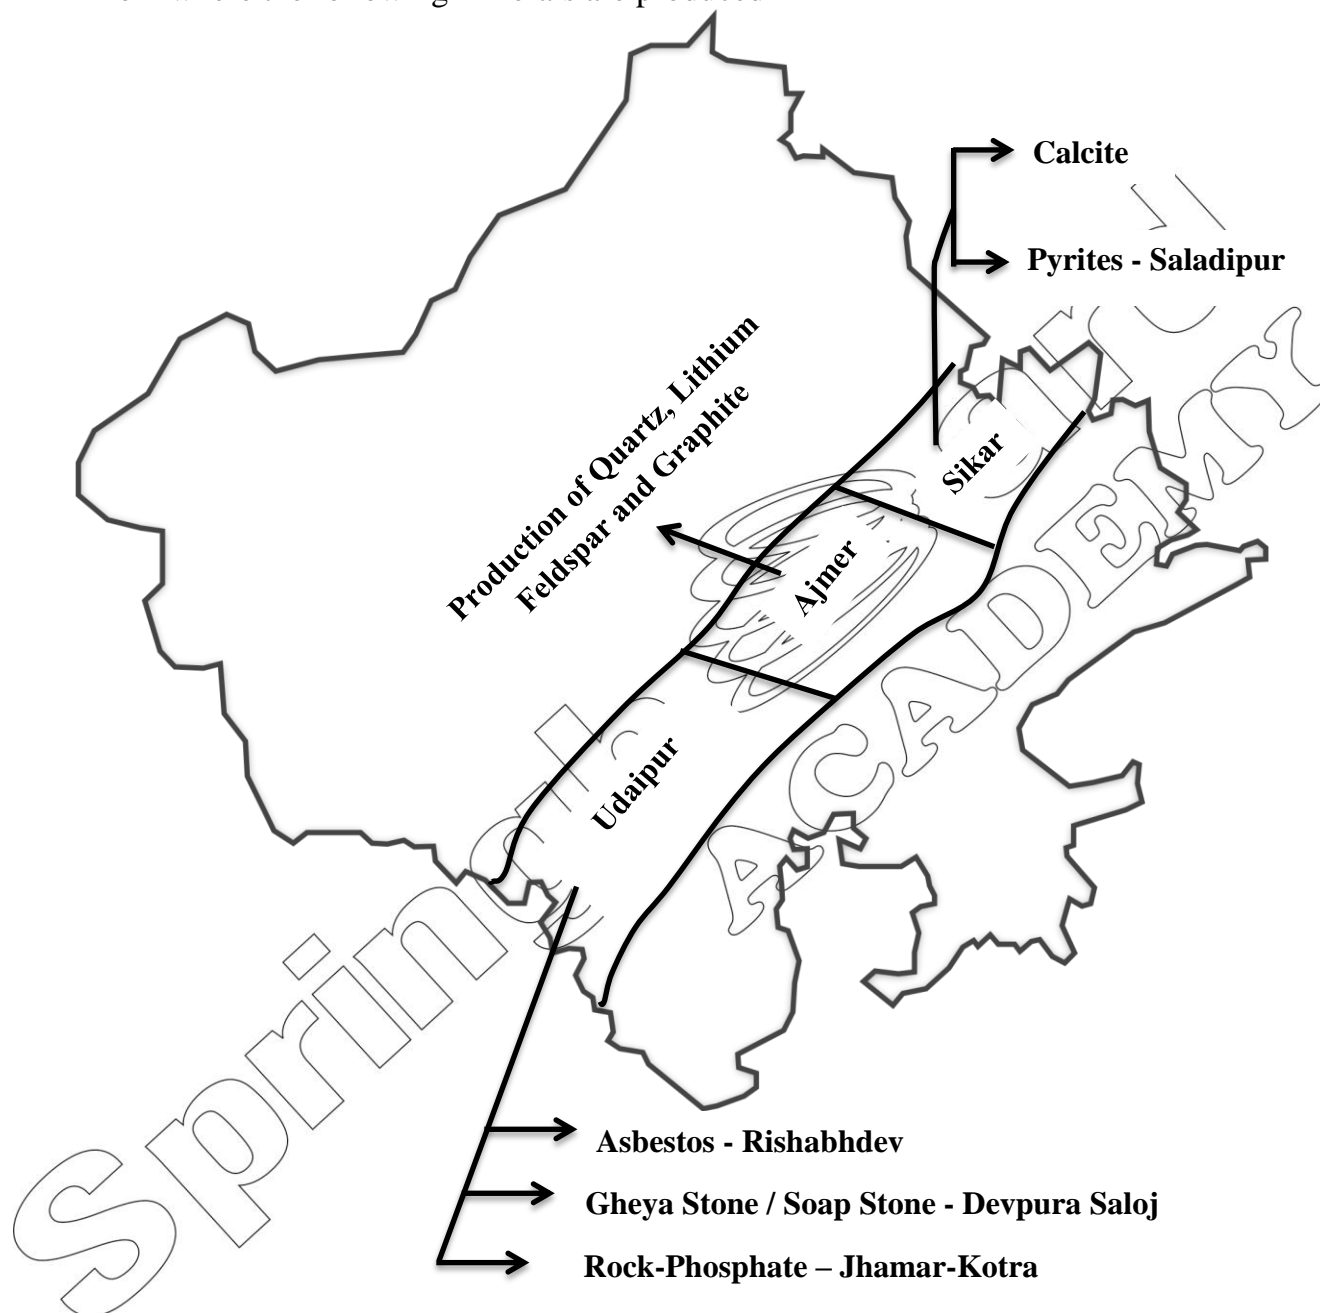 Calcite
Pyrites - Saladipur
Production of Quartz, Lithium
Feldspar and Graphite
Sikar
Ajmer
Udaipur
Asbestos - Rishabhdev
Gheya Stone / Soap Stone - Devpura Saloj
Rock-Phosphate – Jhamar-Kotra
ACADEMY